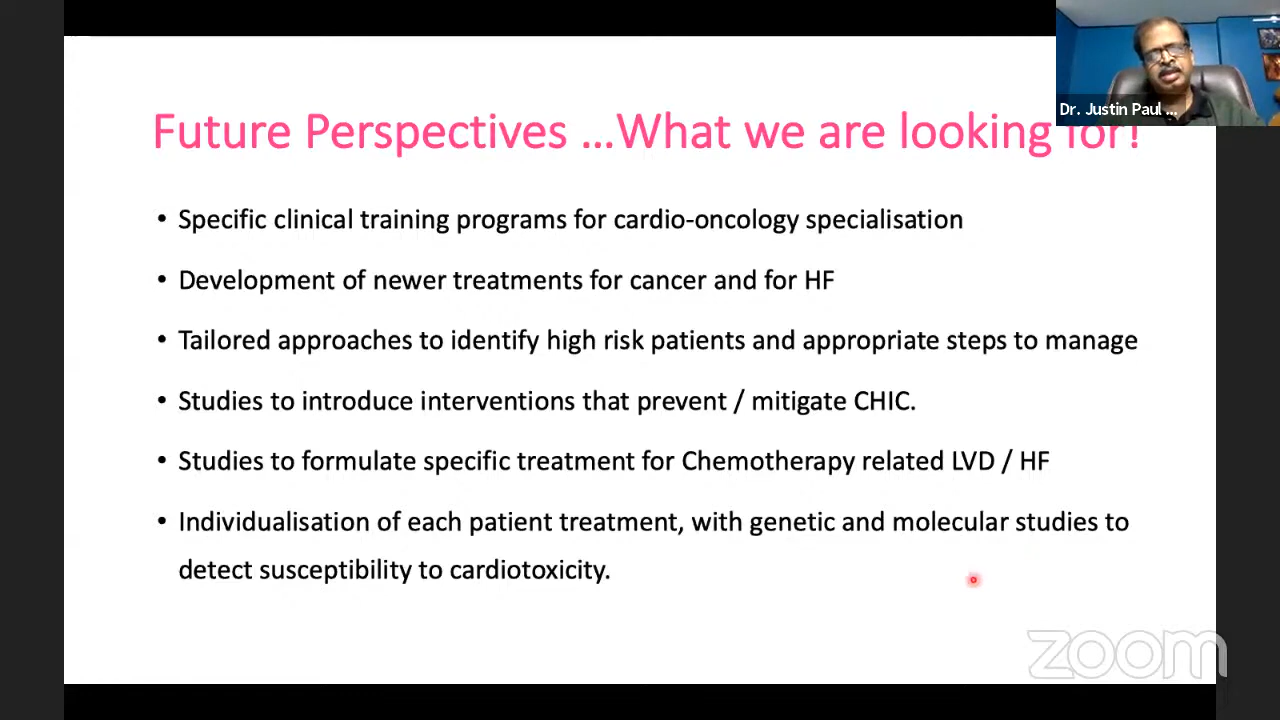 Dr. Justin Paul ...
Future Perspectives ...What we are looking for!
• Specific clinical training programs for cardio-oncology specialisation
• Development of newer treatments for cancer and for HF
• Tailored approaches to identify high risk patients and appropriate steps to manage
• Studies to introduce interventions that prevent / mitigate CHIC.
• Studies to formulate specific treatment for Chemotherapy related LVD / HF
• Individualisation of each patient treatment, with genetic and molecular studies to
detect susceptibility to cardiotoxicity.
zoom